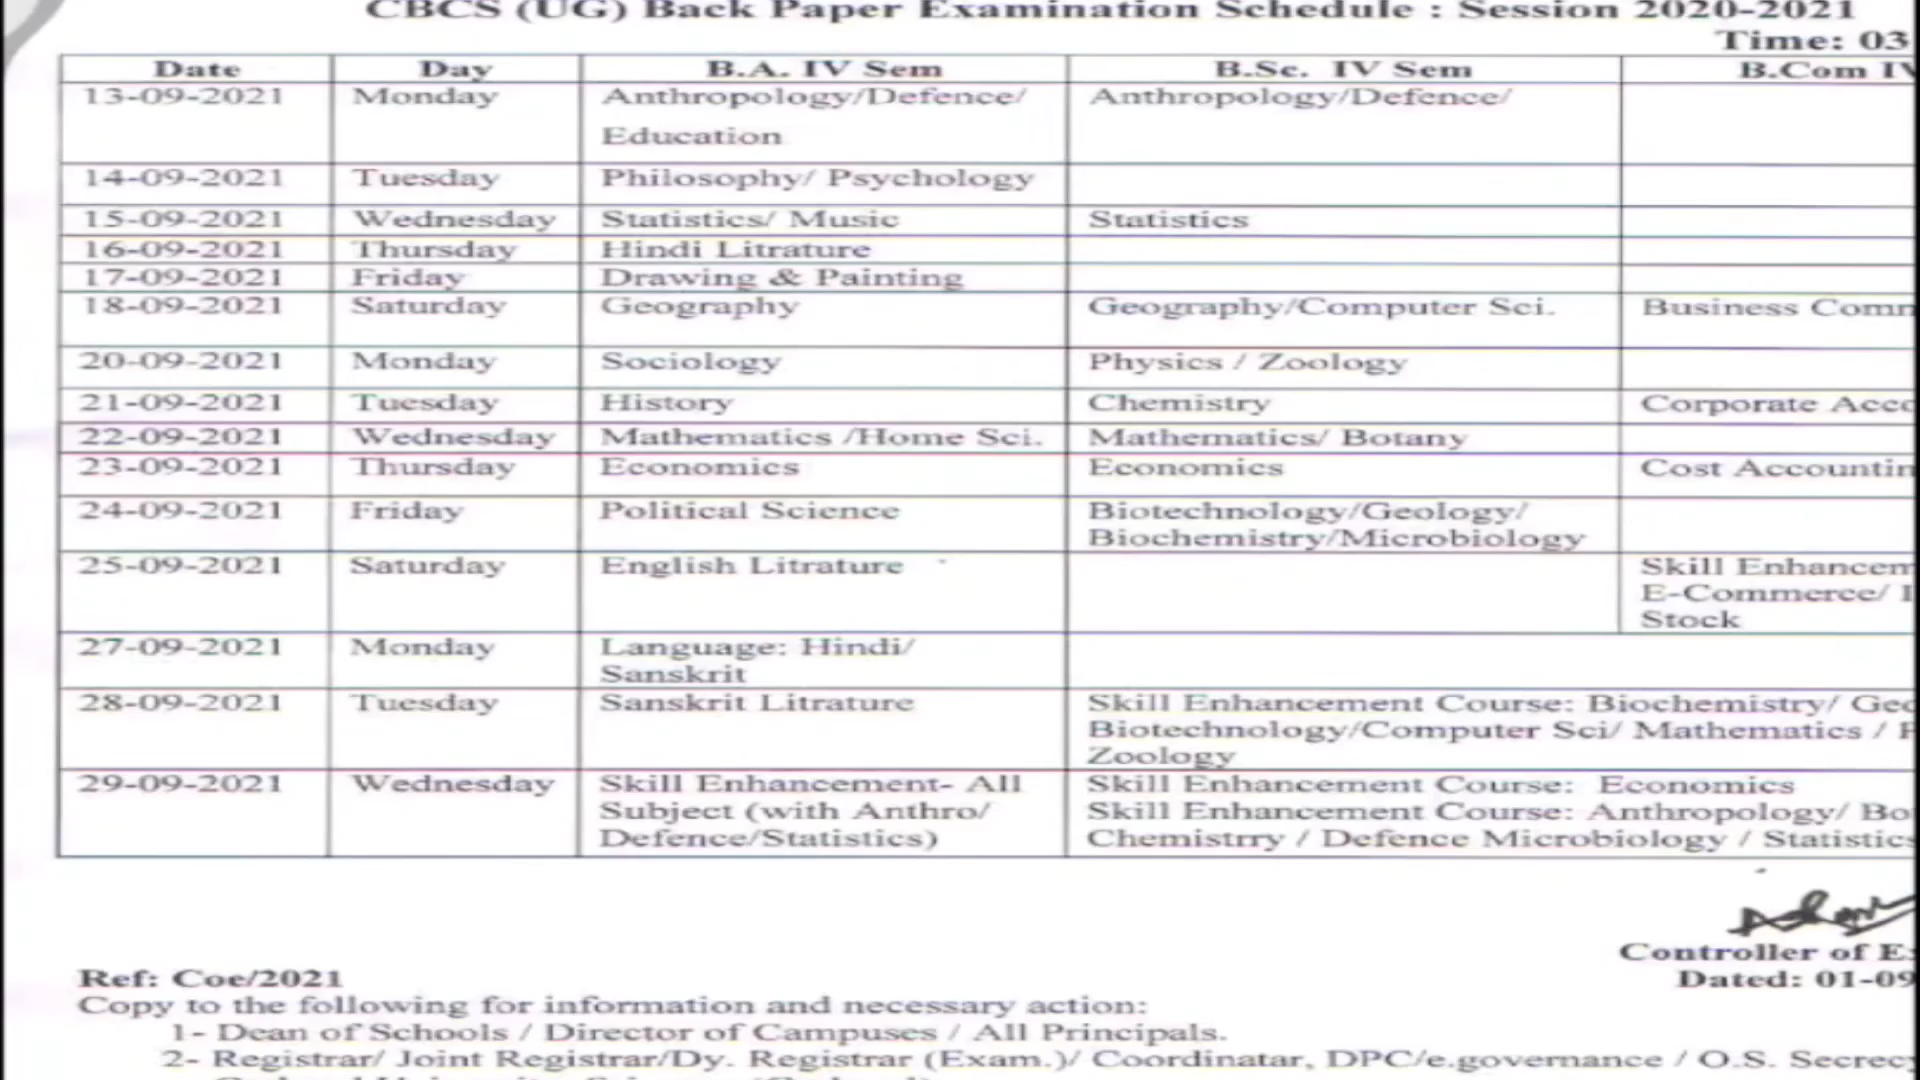 CBCS (UG) Back Paper Examination Schedule : Session 2020-2021
Time: 03
Date Day B.A. IV Sem B.Sc. IV Sem B.Com IV
13-09-2021 Monday Anthropology/Defence/ Anthropology/Defence/
Education
14-09-2021 Tuesday Philosophy/ Psychology
15-09-2021 Wednesday Statistics/ Music Statistics
16-09-2021 Thursday Hindi Litrature
17-09-2021 Friday Drawing & Painting
18-09-2021 Saturday Geography Geography/Computer Sci. Business
20-09-2021 Monday Sociology Physics / Zoology
21-09-2021 Tuesday History Chemistry Corporate
22-09-2021 Wednesday Mathematics /Home Sci. Mathematics/ Botany
23-09-2021 Thursday Economics Economics Cost
24-09-2021 Friday Political Science Biotechnology/Geology/
Biochemistry/Microbiology
25-09-2021 Saturday English Litrature Skill
E-Commerce/
Stock
27-09-2021 Monday Language: Hindi/
Sanskrit
28-09-2021 Tuesday Sanskrit Litrature Skill Enhancement Course: Biochemistry/
Biotechnology/Computer Sci/ Mathematics /
Zoology
29-09-2021 Wednesday Skill Enhancement- All Skill Enhancement Course: Economics
Subject (with Anthro/ Skill Enhancement Course: Anthropology/
Defence/Statistics) Chemistrry / Defence Microbiology / Statistics
Controller of
Ref: Coe/2021 Dated: 01-09
Copy to the following for information and necessary action:
1- Dean of Schools / Director of Campuses / All Principals.
2- Registrar/ Joint Registrar/Dy. Registrar (Exam.)/ Coordinatar, DPC/e.governance / O.S.